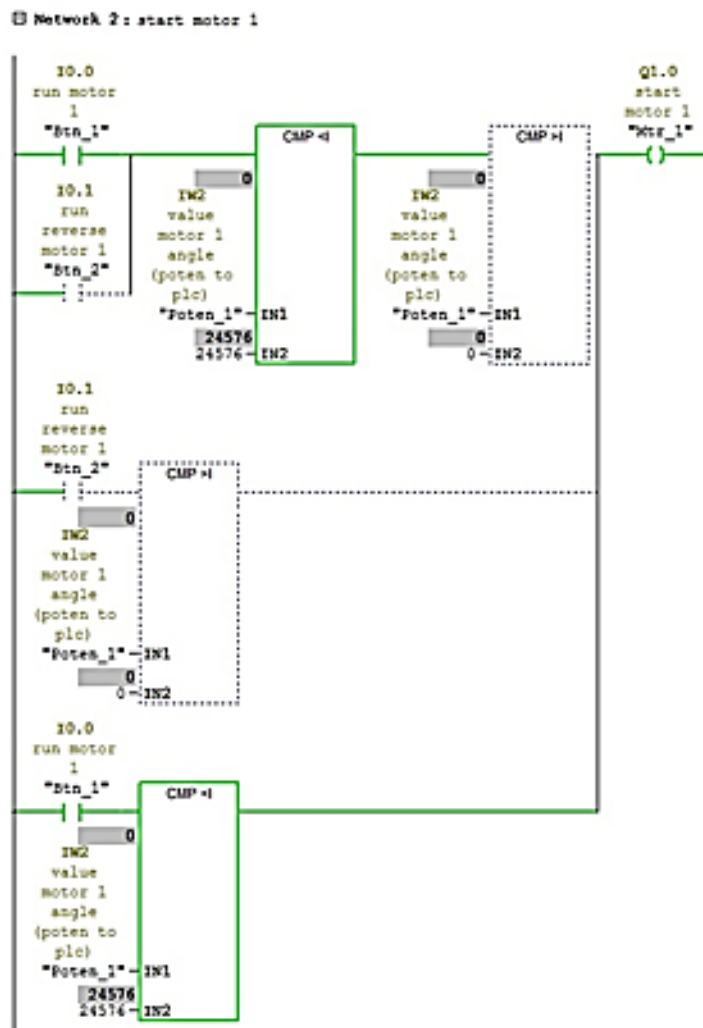 Network 2: start motor 1
I0.0
run motor
1
"Btn_1"
I0.1
run
reverse
motor 1
"Btn_2"
CMP <I
0
IW2
value
motor 1
angle
(poten to
plc)
"Poten_1" IN1
24576
24576 IN2
CMP >I
0
IW2
value
motor 1
angle
(poten to
plc)
"Poten_1" IN1
0
0 IN2
Q1.0
start
motor 1
"Mtr_1"
I0.1
run
reverse
motor 1
"Btn_2"
CMP >I
0
IW2
value
motor 1
angle
(poten to
plc)
"Poten_1" IN1
0
0 IN2
I0.0
run motor
1
"Btn_1"
CMP <I
0
IW2
value
motor 1
angle
(poten to
plc)
"Poten_1" IN1
24576
24576 IN2